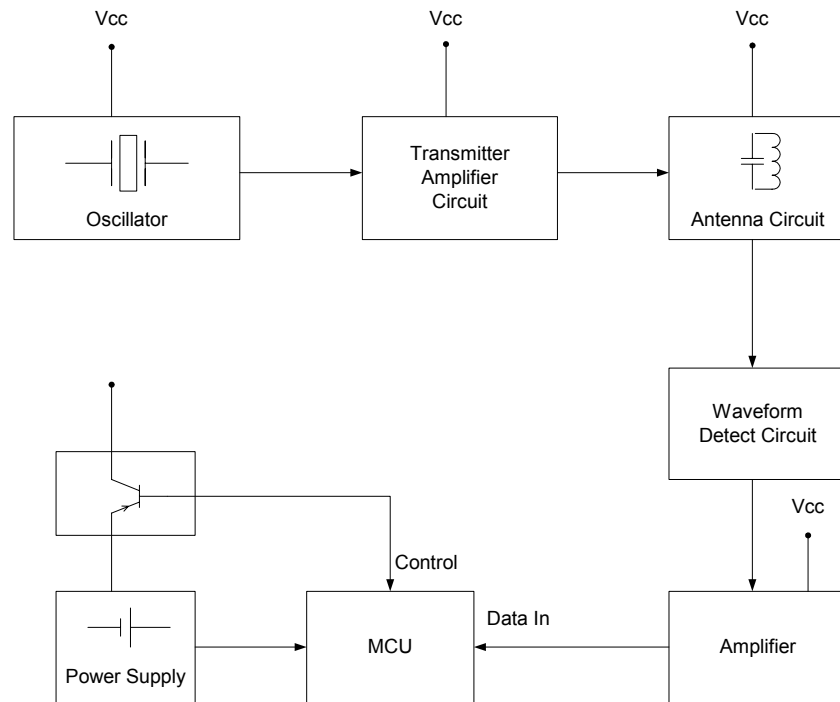 Vcc
Vcc
Vcc
Oscillator
Transmitter
Amplifier
Circuit
Antenna Circuit
Waveform
Detect Circuit
Vcc
Control
Data In
Power Supply
MCU
Amplifier